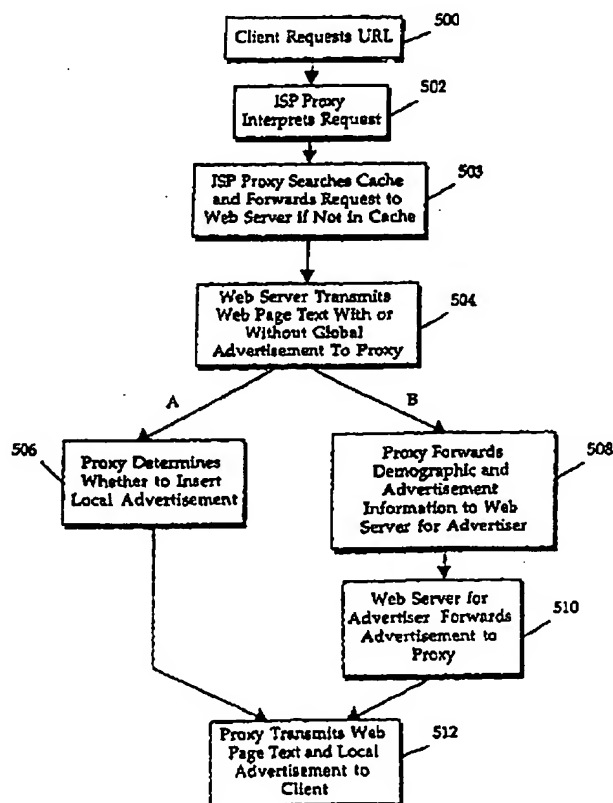 Client Requests URL
500
ISP Proxy
Interprets Request
502
ISP Proxy Searches Cache
and Forwards Request to
Web Server if Not in Cache
503
Web Server Transmits
Web Page Text With or
Without Global
Advertisement To Proxy
504
A
B
506
Proxy Determines
Whether to Insert
Local Advertisement
Proxy Forwards
Demographic and
Advertisement
Information to Web
Server for Advertiser
508
Web Server for
Advertiser Forwards
Advertisement to
Proxy
510
Proxy Transmits Web
Page Text and Local
Advertisement to
Client
512